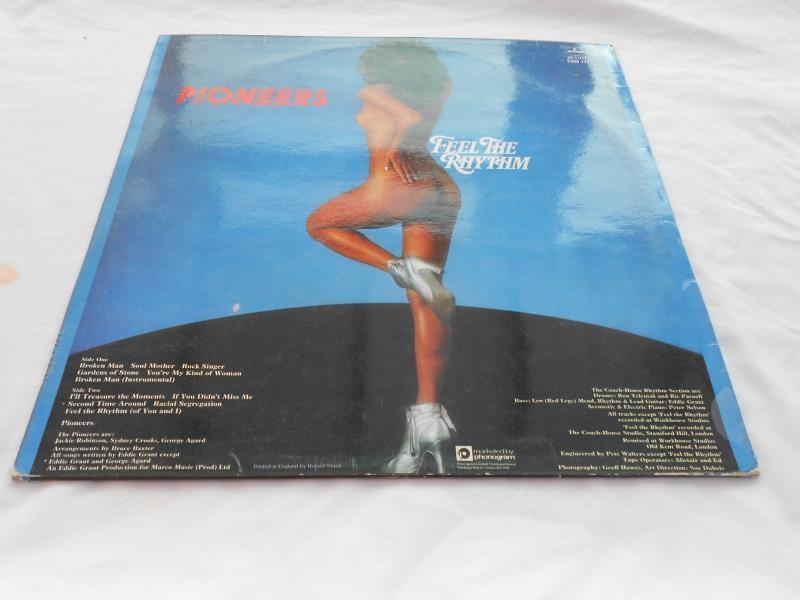 PIONEERS
FEEL THE
RHYTHM
Side One
Broken Man Soul Mother Rock Singer
Gardens of Stone You're My Kind of Woman
Broken Man (Instrumental)
Side Two
I'll Treasure the Moments If You Didn't Miss Me
* Second Time Around Racial Segregation
Feel the Rhythm (of You and I)
Pioneers
The Pioneers are:
Jackie Robinson, Sydney Crooks, George Agard
Arrangements by Bruce Baxter
All songs written by Eddie Grant except
* Eddie Grant and George Agard
An Eddie Grant Production for Marco Music (Prod) Ltd
Printed in England by Robert Stace
marketed by
phonogram
The Coach-House Rhythm Section are
Drums: Ron Telemak and Ric Parnell
Bass: Len (Red Legs) Mead, Rhythm & Lead Guitar: Eddie Grant
Accoustic & Electric Piano: Peter Nelson
All tracks except 'Feel the Rhythm'
recorded at Workhouse Studios
'Feel the Rhythm' recorded at
The Coach-House Studio, Stamford Hill, London
Remixed at Workhouse Studios
Old Kent Road, London
Engineered by Pete Walters except 'Feel the Rhythm'
Tape Operators: Alistair and Ed
Photography: Geoff Howes, Art Direction: Sue Dubois